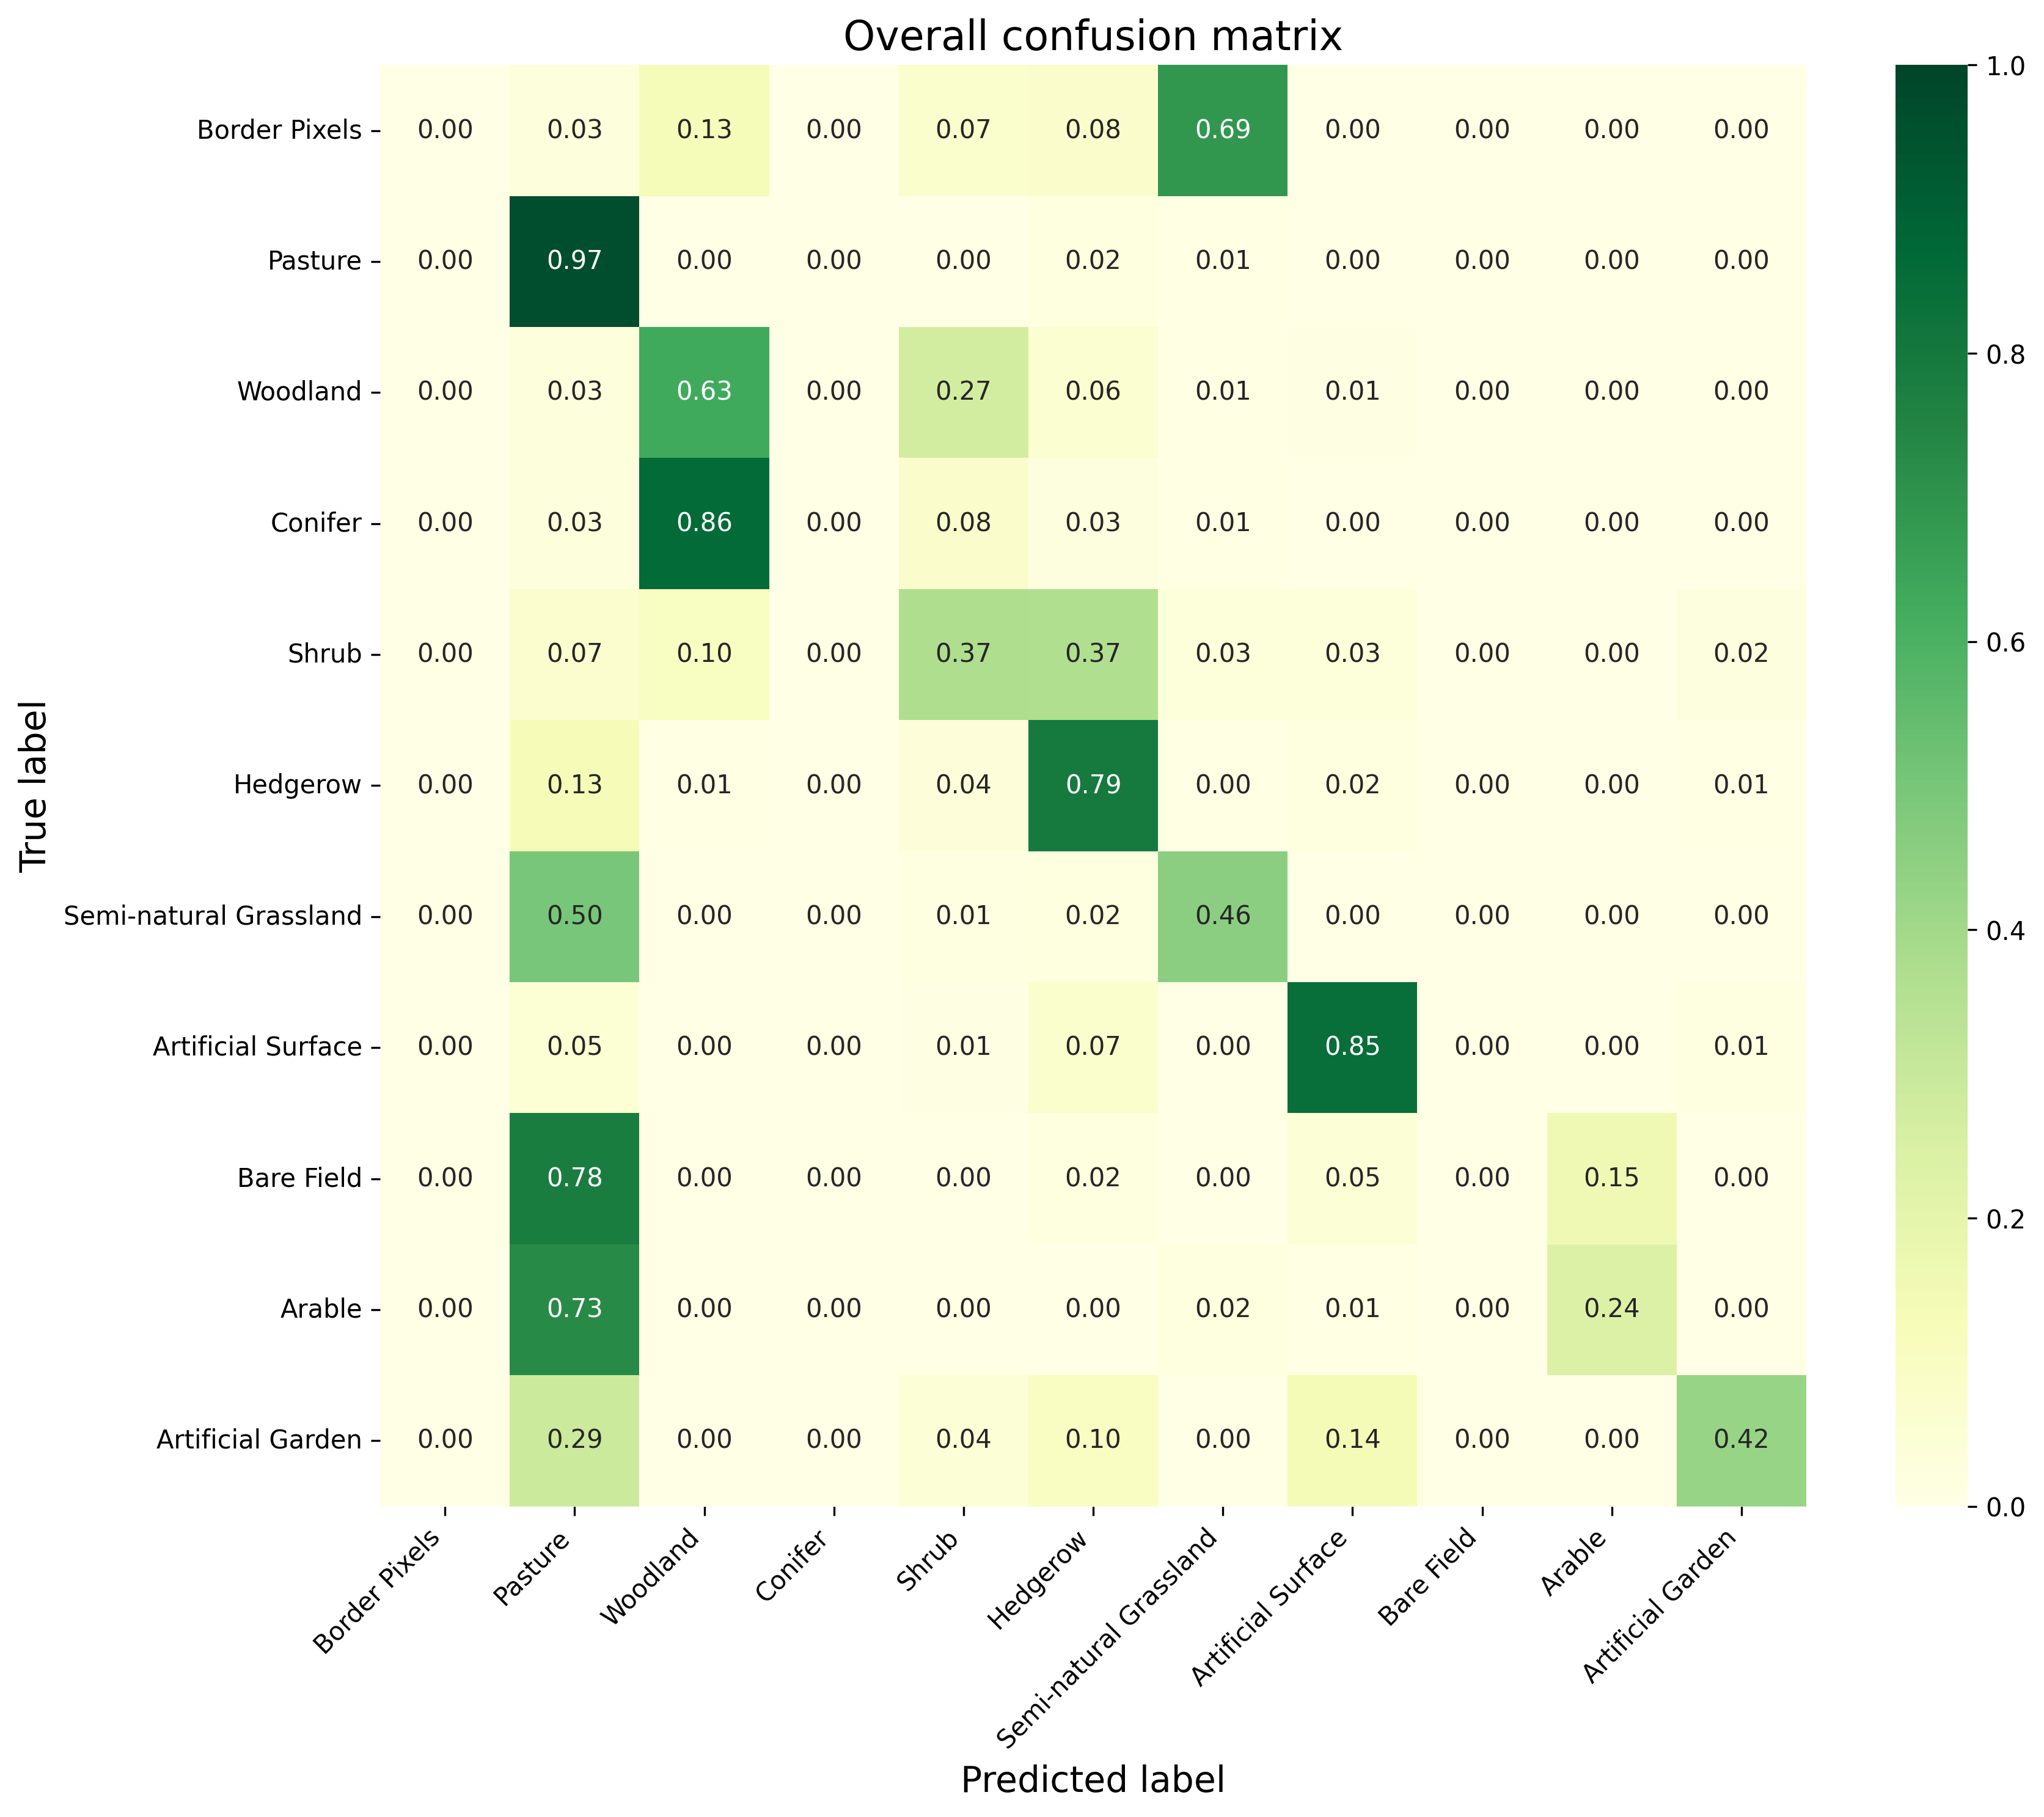 Overall confusion matrix
Border Pixels 0.00 0.03 0.13 0.00 0.07 0.08 0.69 0.00 0.00 0.00 0.00
Pasture 0.00 0.97 0.00 0.00 0.00 0.02 0.01 0.00 0.00 0.00 0.00
Woodland 0.00 0.03 0.63 0.00 0.27 0.06 0.01 0.01 0.00 0.00 0.00
Conifer 0.00 0.03 0.86 0.00 0.08 0.03 0.01 0.00 0.00 0.00 0.00
Shrub 0.00 0.07 0.10 0.00 0.37 0.37 0.03 0.03 0.00 0.00 0.02
Hedgerow 0.00 0.13 0.01 0.00 0.04 0.79 0.00 0.02 0.00 0.00 0.01
Semi-natural Grassland 0.00 0.50 0.00 0.00 0.01 0.02 0.46 0.00 0.00 0.00 0.00
Artificial Surface 0.00 0.05 0.00 0.00 0.01 0.07 0.00 0.85 0.00 0.00 0.01
Bare Field 0.00 0.78 0.00 0.00 0.00 0.02 0.00 0.05 0.00 0.15 0.00
Arable 0.00 0.73 0.00 0.00 0.00 0.00 0.02 0.01 0.00 0.24 0.00
Artificial Garden 0.00 0.29 0.00 0.00 0.04 0.10 0.00 0.14 0.00 0.00 0.42
True label
Border Pixels
Pasture
Woodland
Conifer
Shrub
Hedgerow
Semi-natural Grassland
Artificial Surface
Bare Field
Arable
Artificial Garden
Predicted label
1.0
0.8
0.6
0.4
0.2
0.0